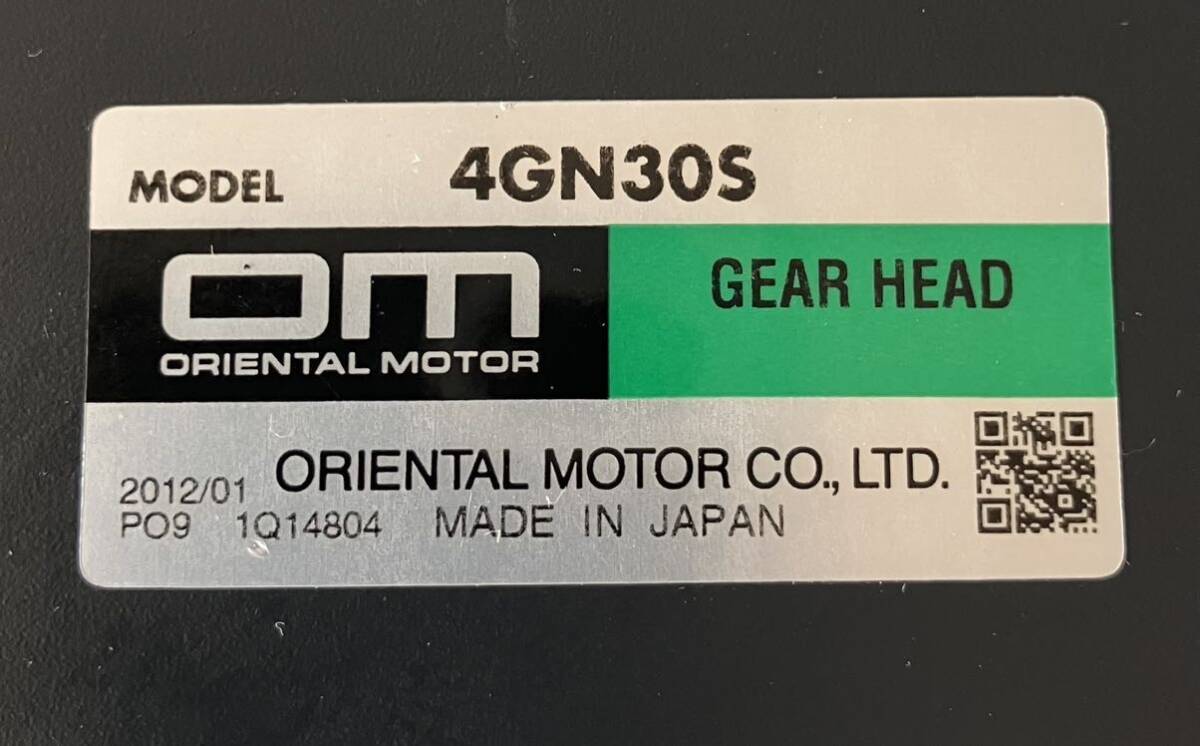 MODEL 4GN30S
OM
ORIENTAL MOTOR
GEAR HEAD
2012/01 ORIENTAL MOTOR CO., LTD.
PO9 1Q14804 MADE IN JAPAN